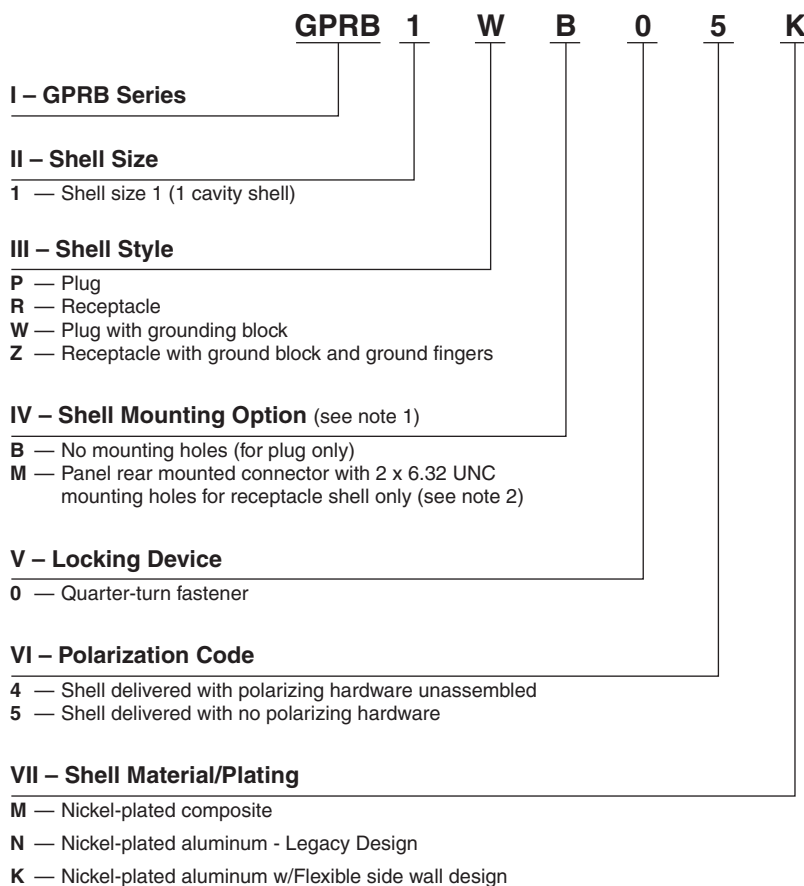 GPRB 1 W B 0 5 K
I – GPRB Series
II – Shell Size
1 — Shell size 1 (1 cavity shell)
III – Shell Style
P — Plug
R — Receptacle
W — Plug with grounding block
Z — Receptacle with ground block and ground fingers
IV – Shell Mounting Option (see note 1)
B — No mounting holes (for plug only)
M — Panel rear mounted connector with 2 x 6.32 UNC
mounting holes for receptacle shell only (see note 2)
V – Locking Device
0 — Quarter-turn fastener
VI – Polarization Code
4 — Shell delivered with polarizing hardware unassembled
5 — Shell delivered with no polarizing hardware
VII – Shell Material/Plating
M — Nickel-plated composite
N — Nickel-plated aluminum - Legacy Design
K — Nickel-plated aluminum w/Flexible side wall design